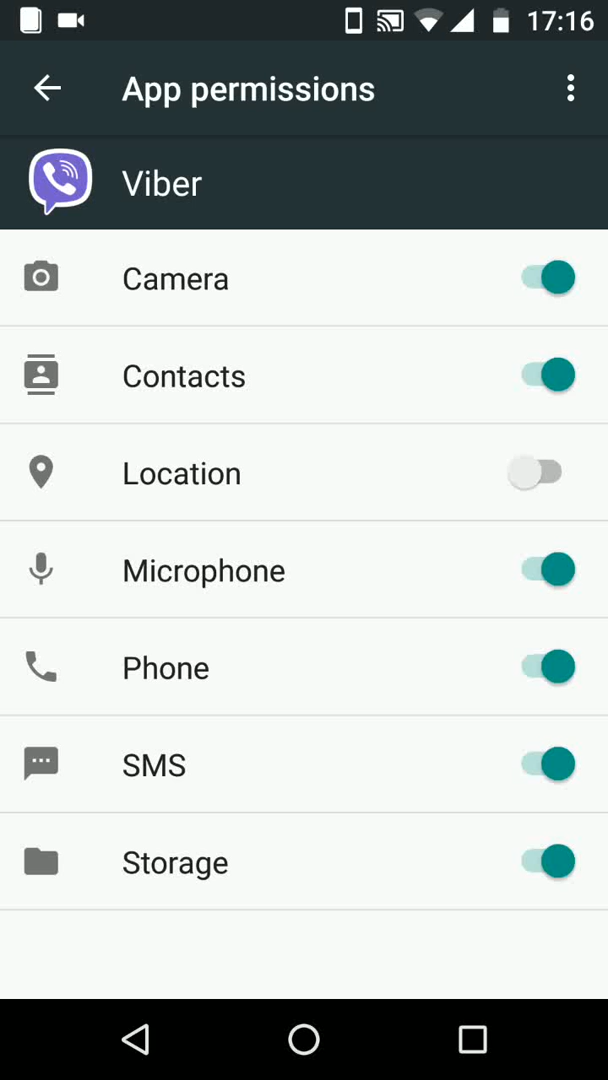 17:16
App permissions
Viber
Camera
Contacts
Location
Microphone
Phone
SMS
Storage